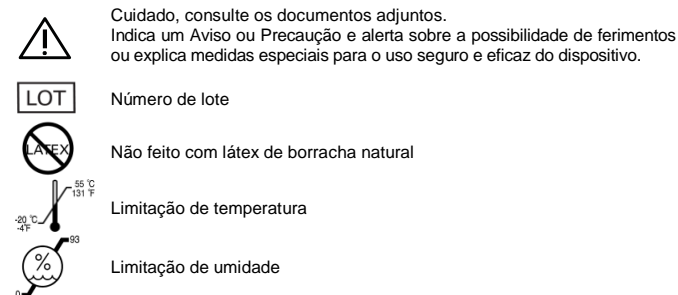 Cuidado, consulte os documentos adjuntos.
Indica um Aviso ou Precaução e alerta sobre a possibilidade de ferimentos
ou explica medidas especiais para o uso seguro e eficaz do dispositivo.
LOT
Número de lote
LATEX
Não feito com látex de borracha natural
55 °C
131 °F
-20 °C
-4°F
Limitação de temperatura
93
%
0
Limitação de umidade